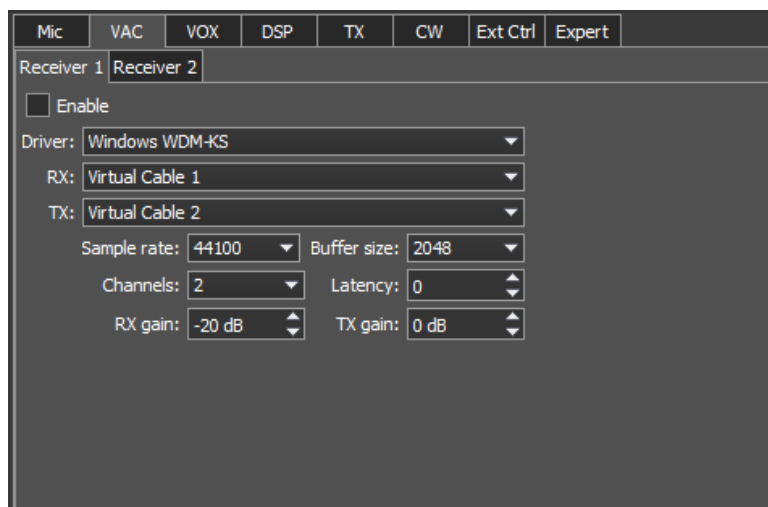 Mic VAC VOX DSP TX CW Ext Ctrl Expert
Receiver 1 Receiver 2
Enable
Driver: Windows WDM-KS
RX: Virtual Cable 1
TX: Virtual Cable 2
Sample rate: 44100 Buffer size: 2048
Channels: 2 Latency: 0
RX gain: -20 dB TX gain: 0 dB